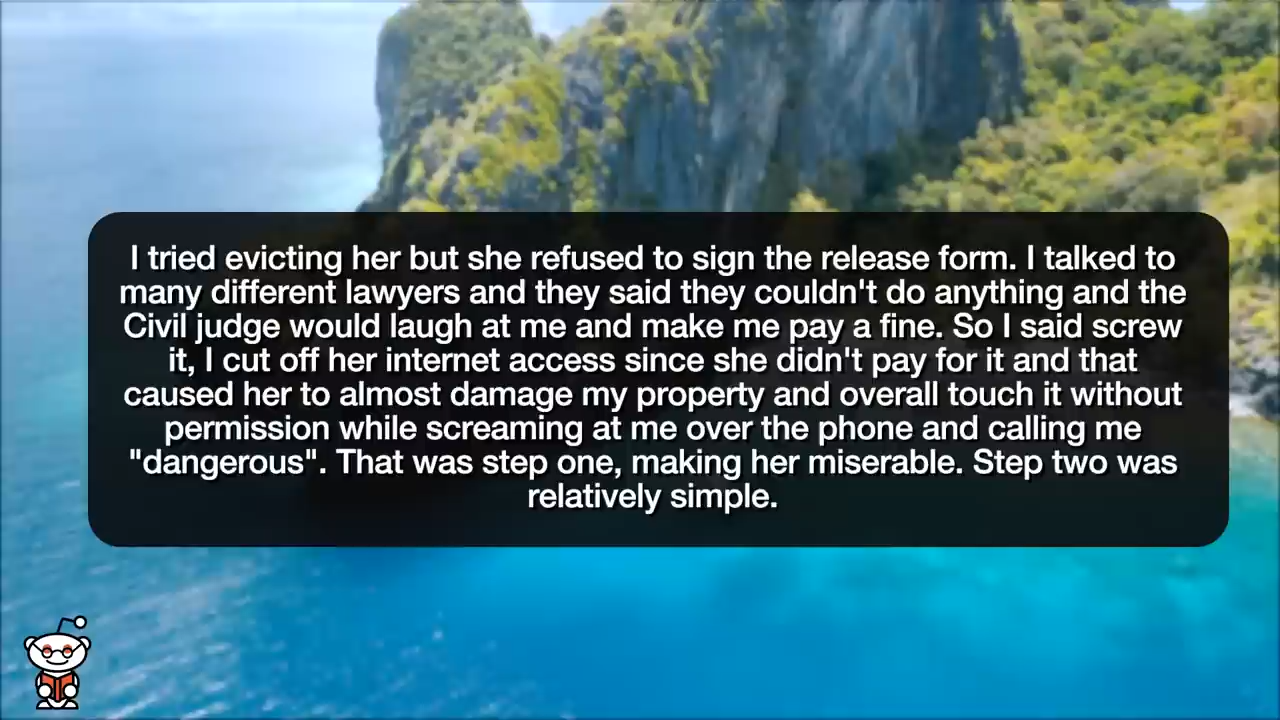 I tried evicting her but she refused to sign the release form. I talked to
many different lawyers and they said they couldn't do anything and the
Civil judge would laugh at me and make me pay a fine. So I said screw
it, I cut off her internet access since she didn't pay for it and that
caused her to almost damage my property and overall touch it without
permission while screaming at me over the phone and calling me
"dangerous". That was step one, making her miserable. Step two was
relatively simple.